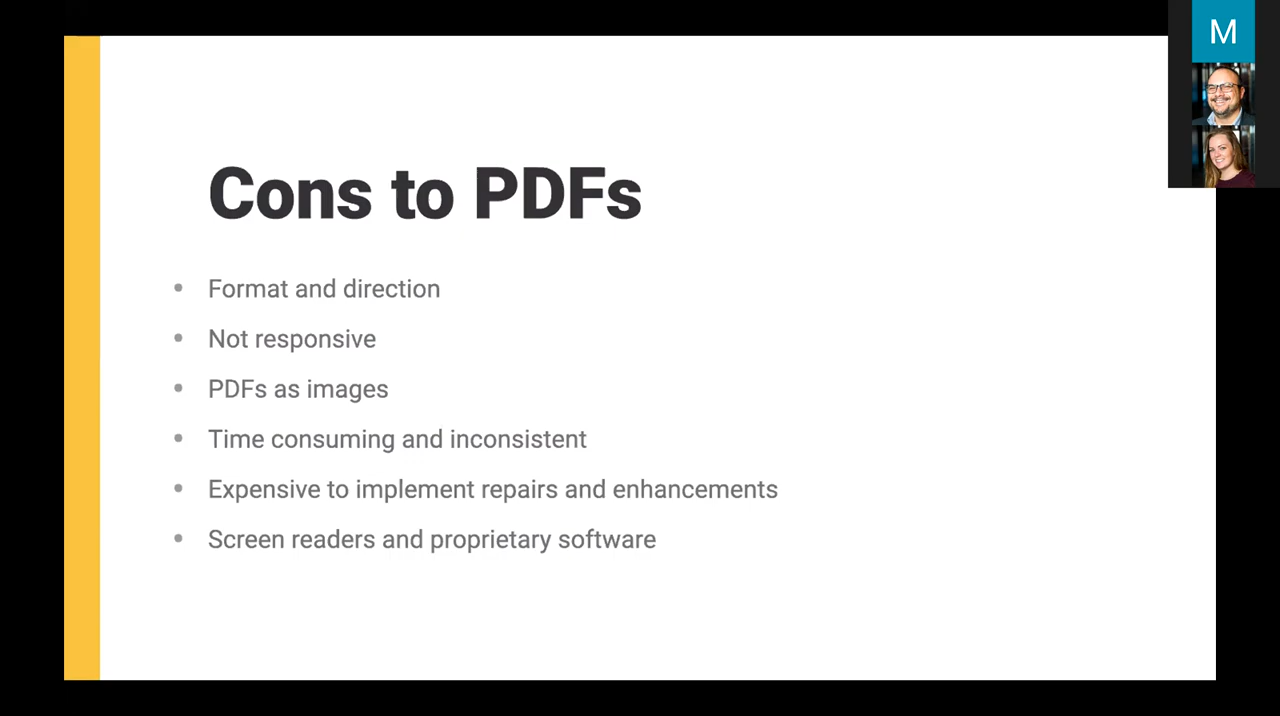 M
Cons to PDFs
• Format and direction
• Not responsive
• PDFs as images
• Time consuming and inconsistent
• Expensive to implement repairs and enhancements
• Screen readers and proprietary software